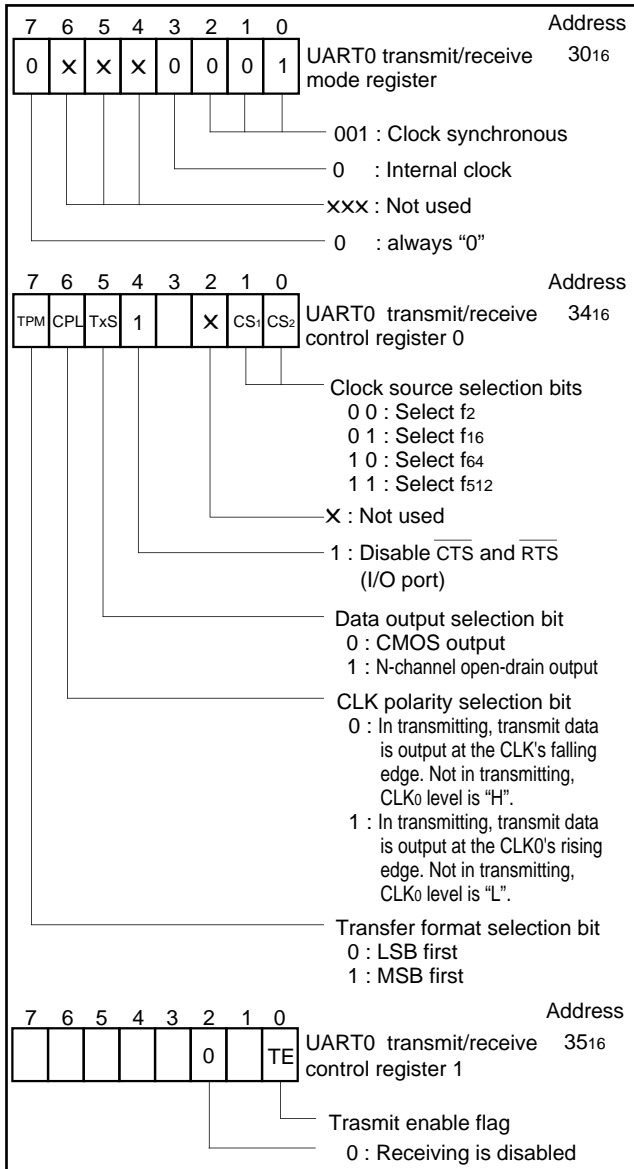 7 6 5 4 3 2 1 0 Address
0 × × × 0 0 0 1 UART0 transmit/receive 3016
mode register
001 : Clock synchronous
0 : Internal clock
××× : Not used
0 : always “0”
7 6 5 4 3 2 1 0 Address
TPM CPL TxS 1 × CS1 CS2 UART0 transmit/receive 3416
control register 0
Clock source selection bits
0 0 : Select f2
0 1 : Select f16
1 0 : Select f64
1 1 : Select f512
× : Not used
1 : Disable CTS and RTS
(I/O port)
Data output selection bit
0 : CMOS output
1 : N-channel open-drain output
CLK polarity selection bit
0 : In transmitting, transmit data
is output at the CLK's falling
edge. Not in transmitting,
CLK0 level is “H”.
1 : In transmitting, transmit data
is output at the CLK0's rising
edge. Not in transmitting,
CLK0 level is “L”.
Transfer format selection bit
0 : LSB first
1 : MSB first
7 6 5 4 3 2 1 0 Address
0 TE UART0 transmit/receive 3516
control register 1
Trasmit enable flag
0 : Receiving is disabled